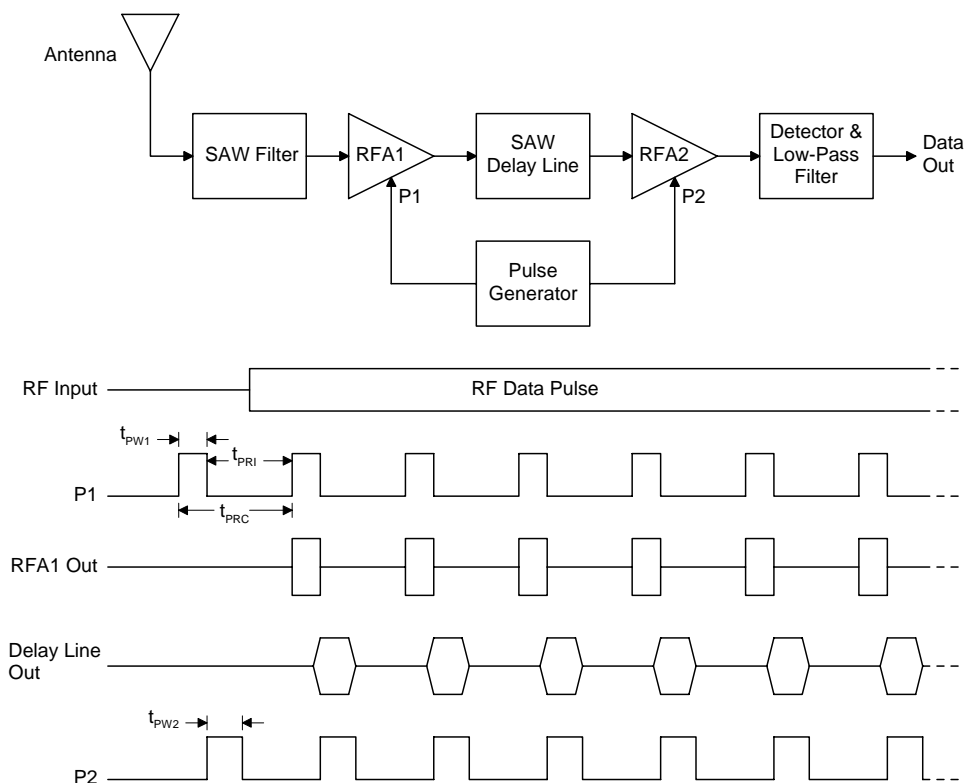 Antenna
SAW Filter
RFA1
SAW
Delay Line
RFA2
Detector &
Low-Pass
Filter
Data
Out
P1
P2
Pulse
Generator
RF Input
RF Data Pulse
tPW1
tPRI
P1
tPRC
RFA1 Out
Delay Line
Out
tPW2
P2